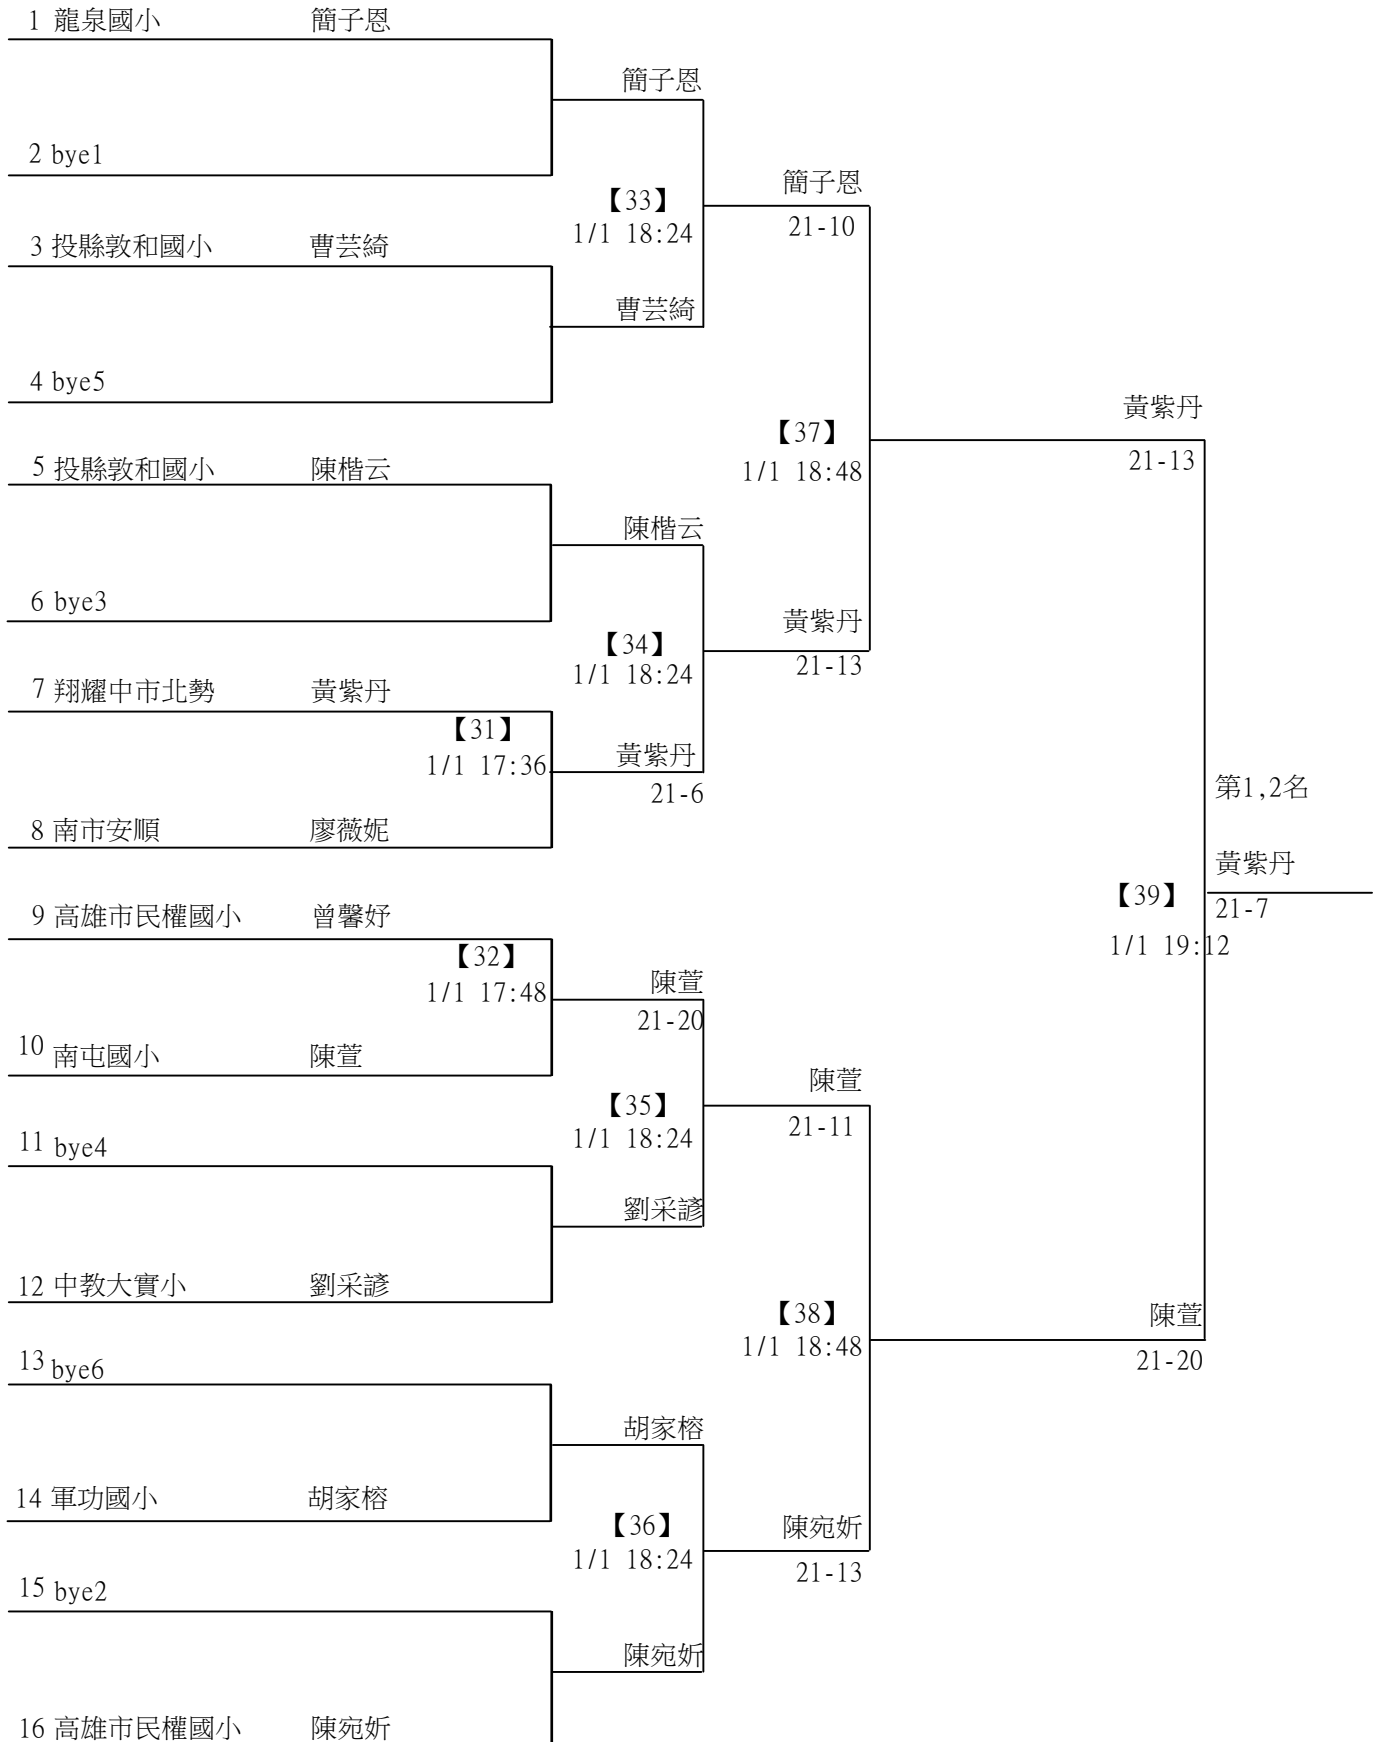 1 龍泉國小 簡子恩
簡子恩
2 bye1
簡子恩
【33】
21-10
1/1 18:24
3 投縣敦和國小 曹芸綺
曹芸綺
4 bye5
黃紫丹
【37】
21-13
1/1 18:48
5 投縣敦和國小 陳楷云
陳楷云
6 bye3
黃紫丹
【34】
21-13
1/1 18:24
7 翔耀中市北勢 黃紫丹
【31】
1/1 17:36
黃紫丹
21-6
第1,2名
8 南市安順 廖薇妮
黃紫丹
【39】
21-7
1/1 19:12
9 高雄市民權國小 曾馨妤
【32】
1/1 17:48
陳萱
21-20
10 南屯國小 陳萱
陳萱
【35】
21-11
1/1 18:24
11 bye4
劉采諺
12 中教大實小 劉采諺
【38】
陳萱
1/1 18:48
21-20
13 bye6
胡家榕
14 軍功國小 胡家榕
【36】
陳宛妡
1/1 18:24
21-13
15 bye2
陳宛妡
16 高雄市民權國小 陳宛妡